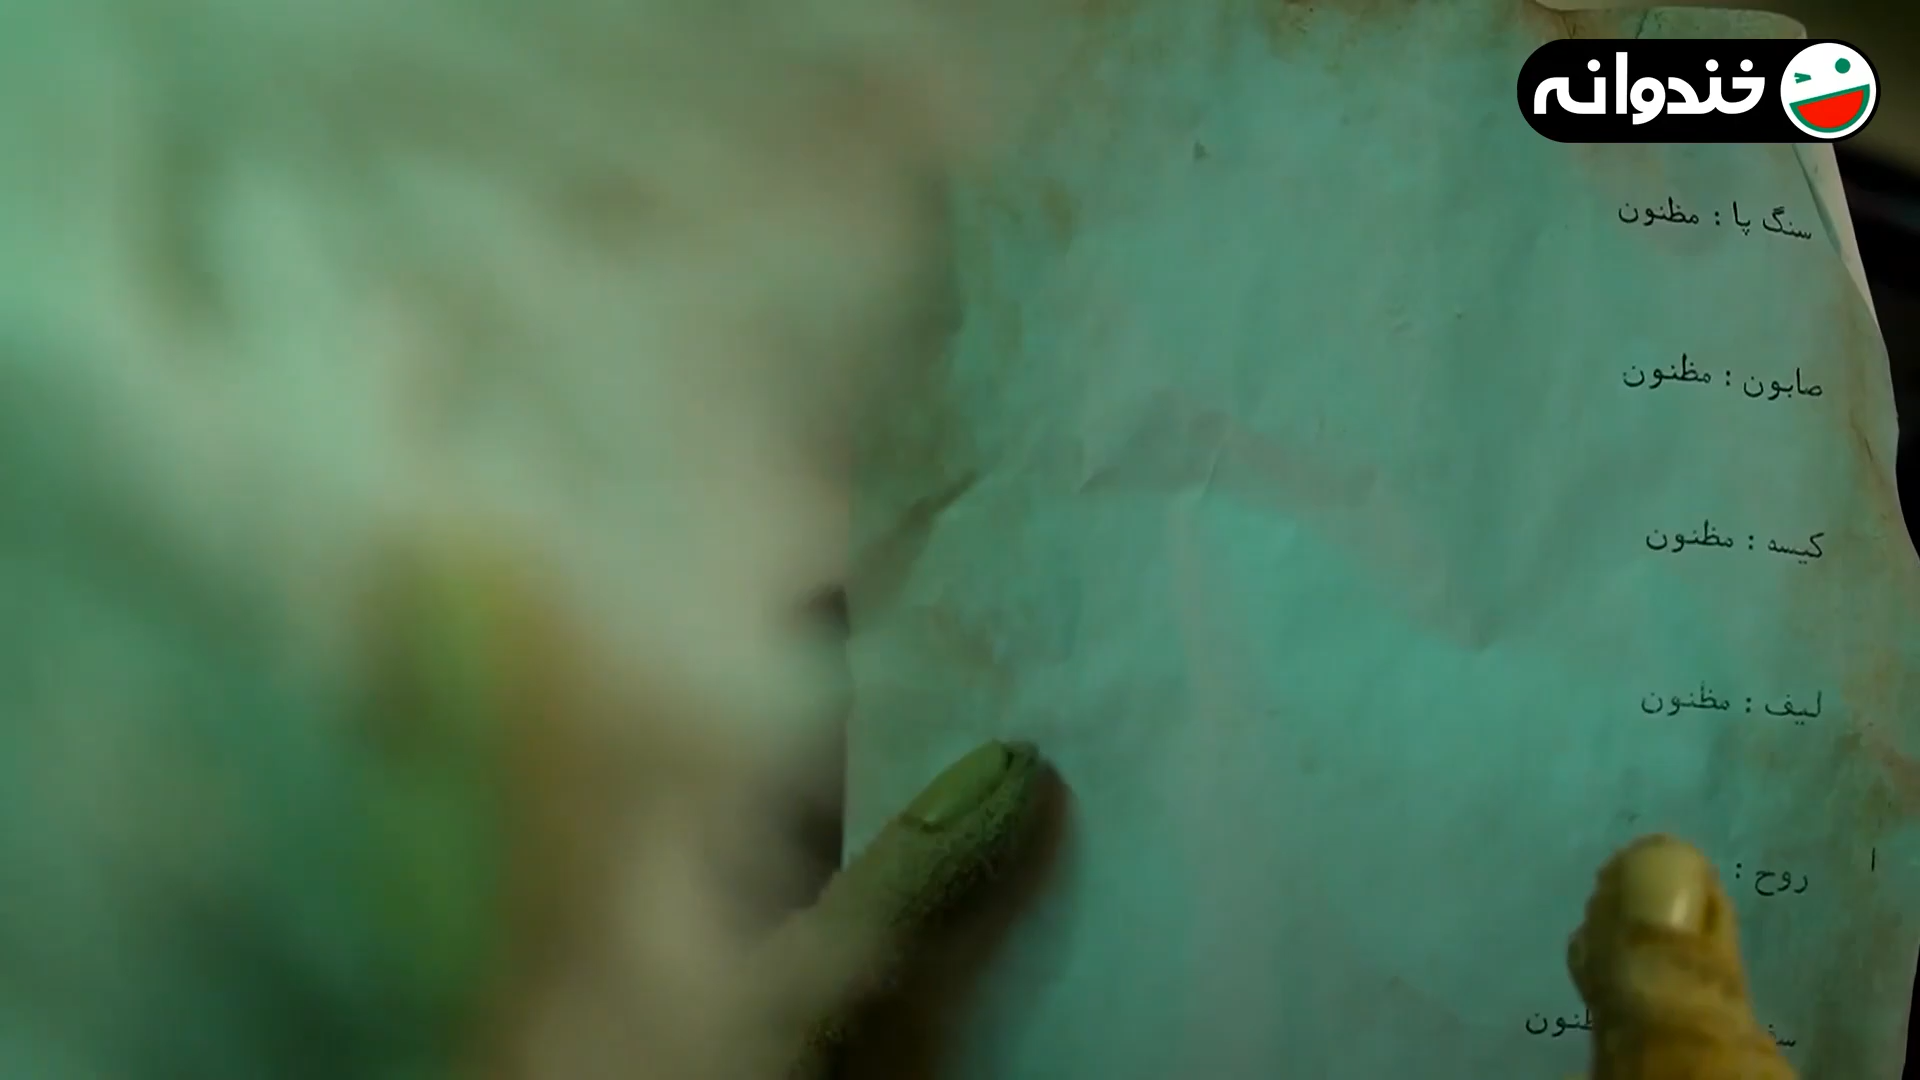 خندوانه
سنگ پا : مظنون
صابون : مظنون
کیسه : مظنون
لیف : مظنون
روح :